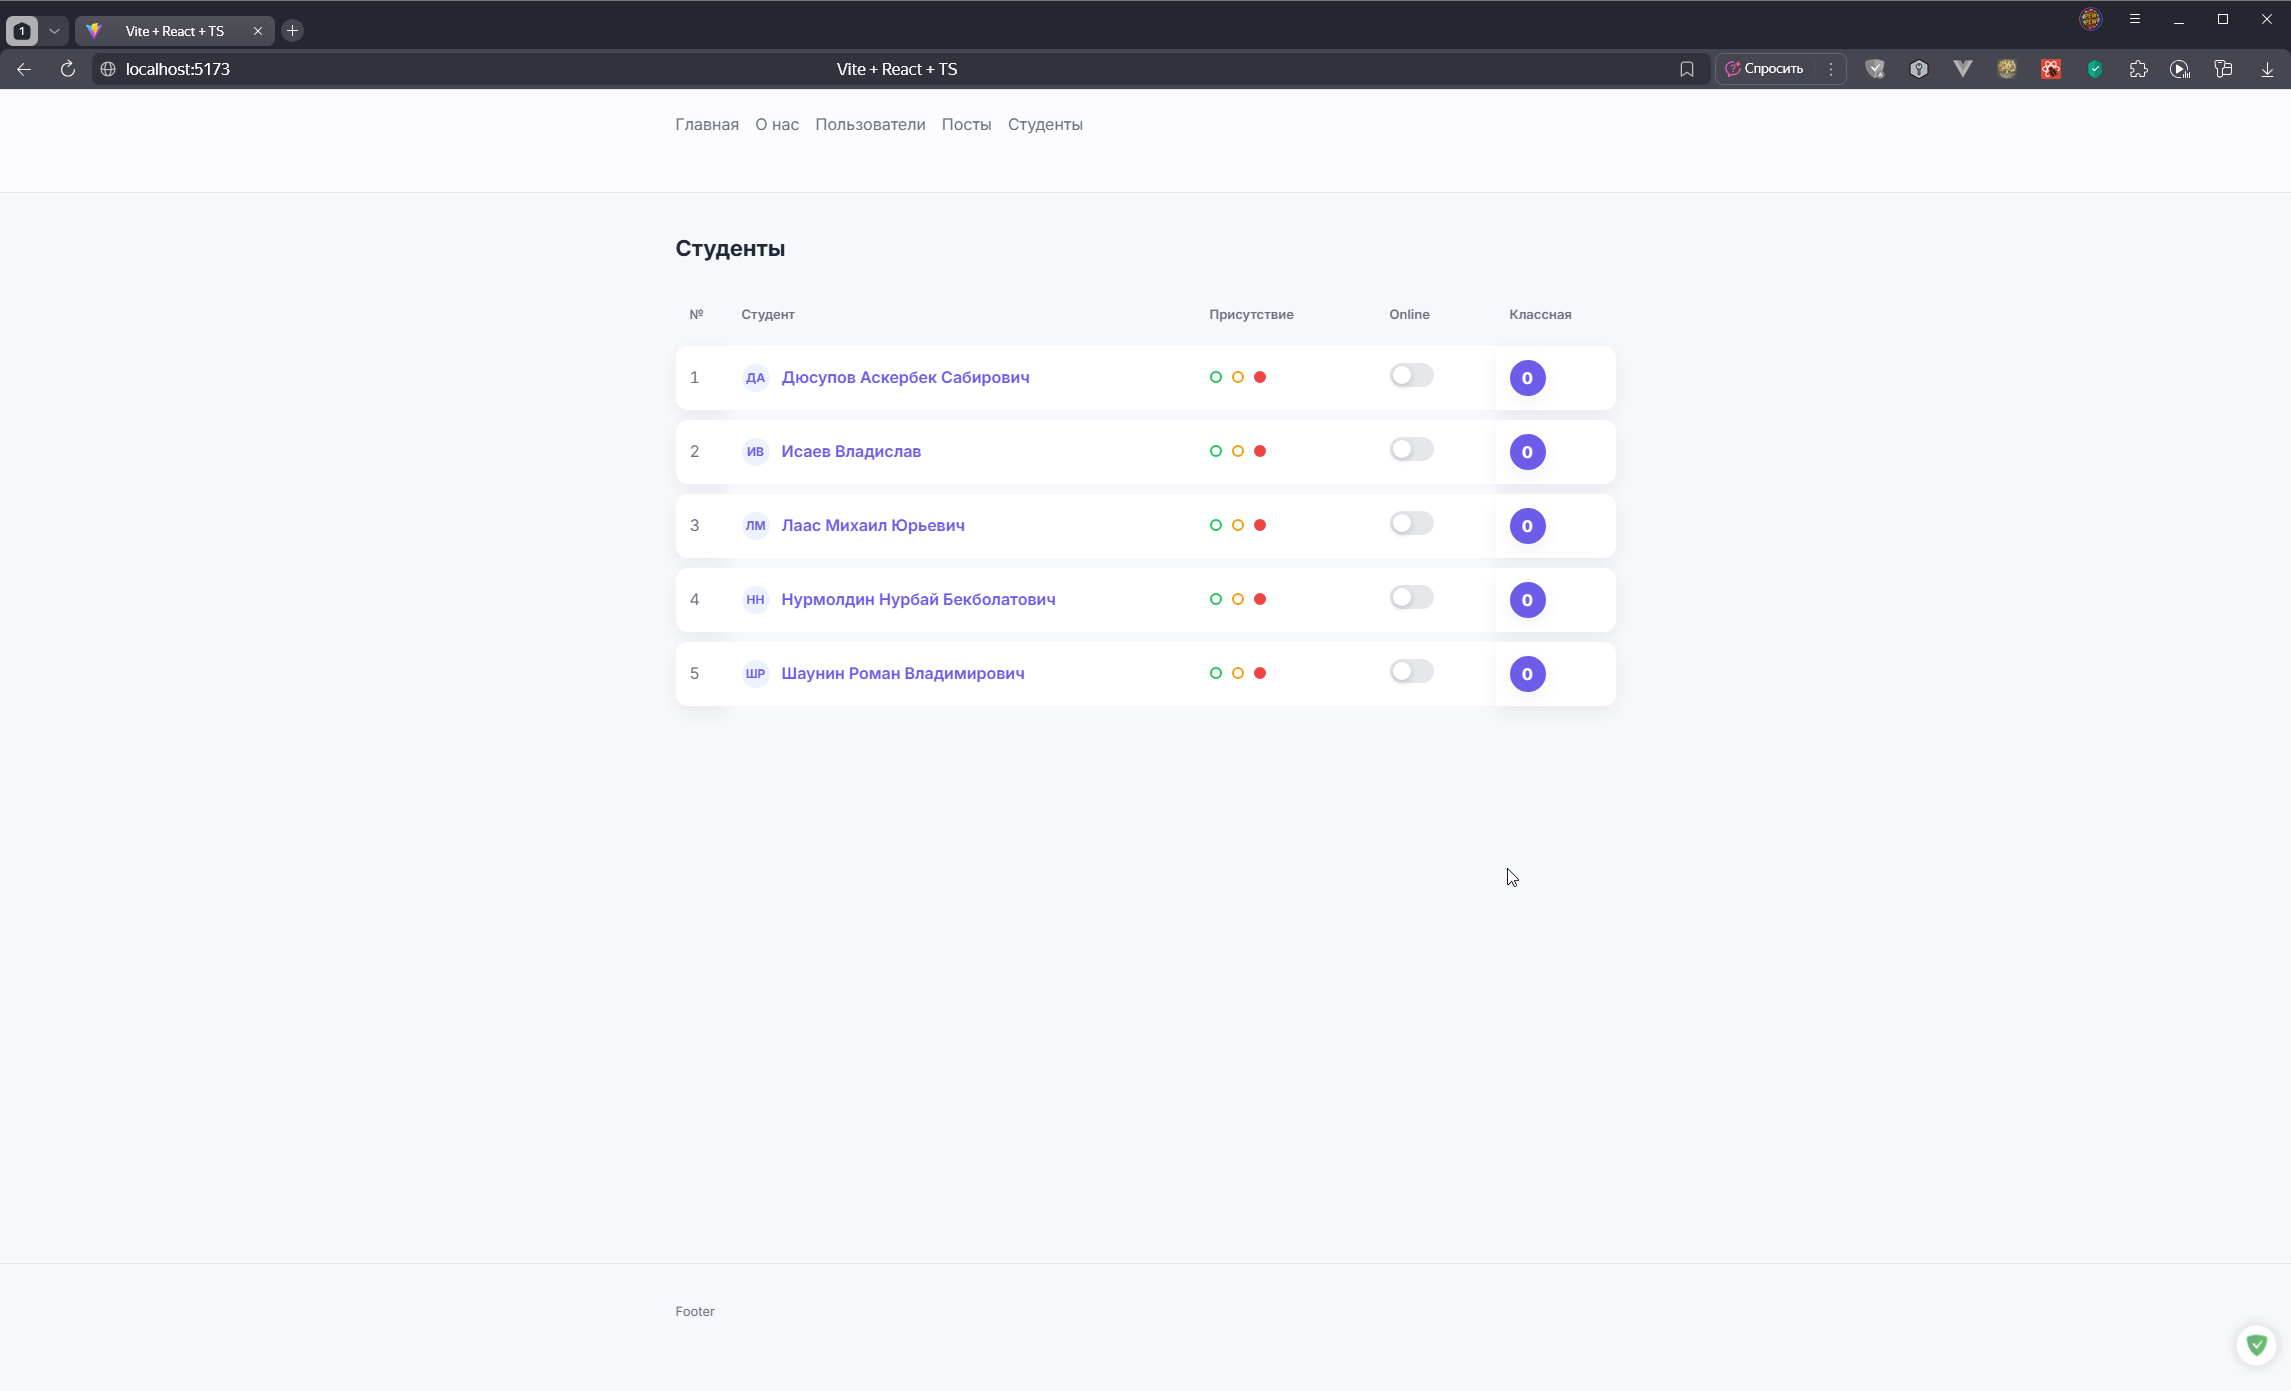 1 Vite + React + TS
localhost:5173 Vite + React + TS Спросить
Главная О нас Пользователи Посты Студенты
Студенты
№ Студент Присутствие Online Классная
1 ДА Дюсупов Аскербек Сабирович 0
2 ИВ Исаев Владислав 0
3 ЛМ Лаас Михаил Юрьевич 0
4 НН Нурмолдин Нурбай Бекболатович 0
5 ШР Шаунин Роман Владимирович 0
Footer